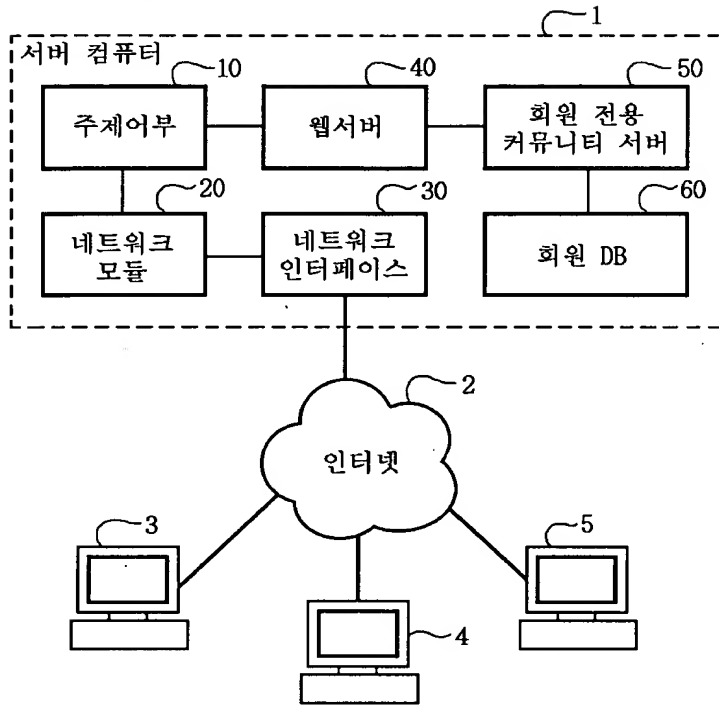 1
서버 컴퓨터
10
40
50
주제어부
웹서버
회원 전용
커뮤니티 서버
20
30
60
네트워크
모듈
네트워크
인터페이스
회원 DB
2
인터넷
3
5
4